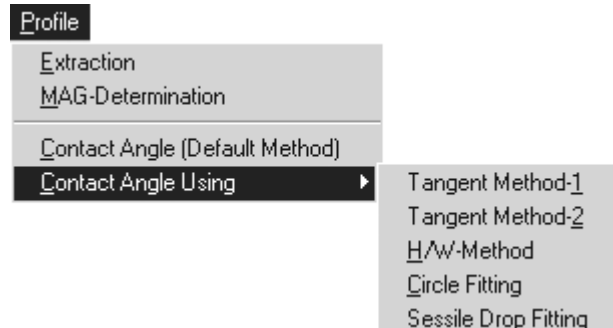 Profile
Extraction
MAG-Determination
Contact Angle (Default Method)
Contact Angle Using
Tangent Method-1
Tangent Method-2
H/W-Method
Circle Fitting
Sessile Drop Fitting